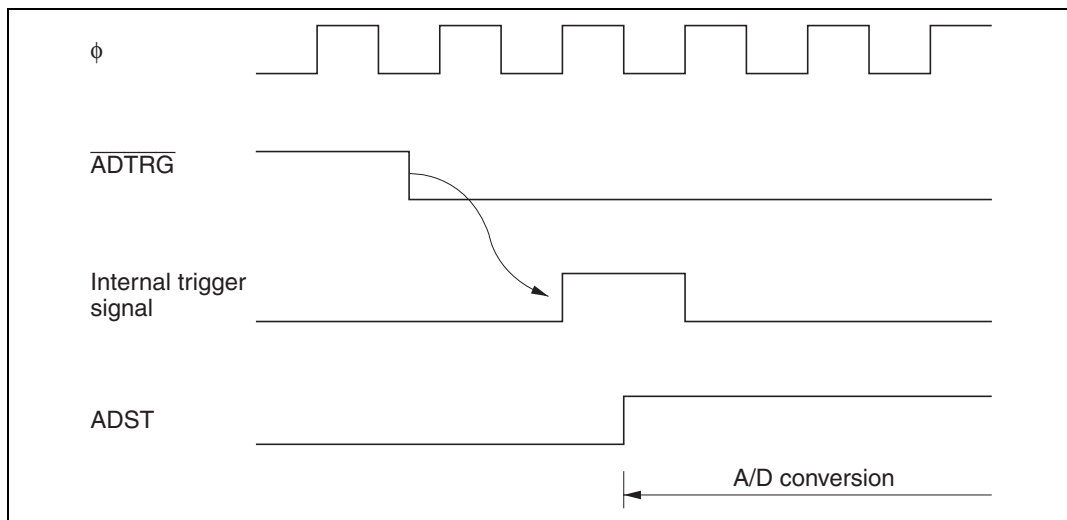 ϕ
ADTRG
Internal trigger
signal
ADST
A/D conversion